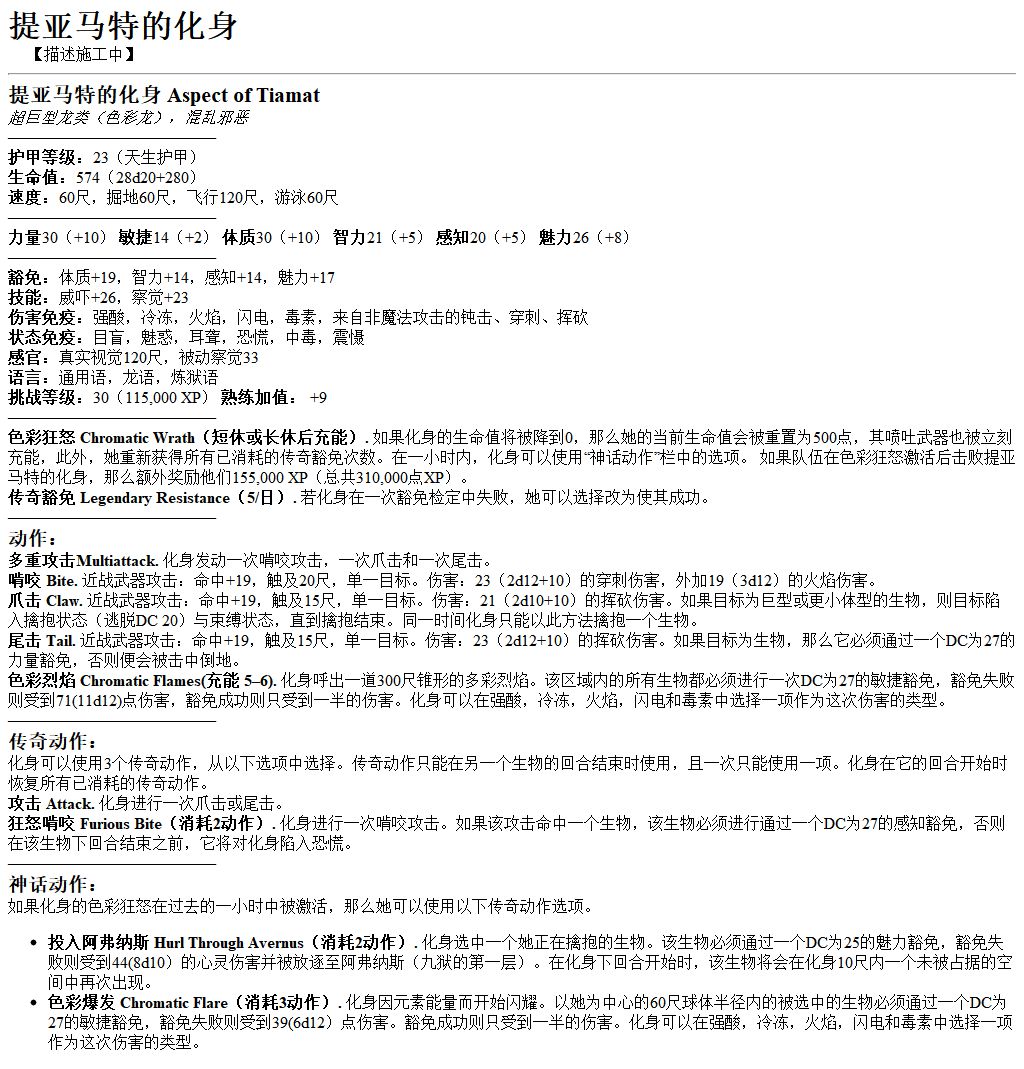 提亚马特的化身
【描述施工中】
提亚马特的化身 Aspect of Tiamat
超巨型龙类（色彩龙），混乱邪恶
护甲等级：23（天生护甲）
生命值：574（28d20+280）
速度：60尺，掘地60尺，飞行120尺，游泳60尺
力量30（+10） 敏捷14（+2） 体质30（+10） 智力21（+5） 感知20（+5） 魅力26（+8）
豁免：体质+19，智力+14，感知+14，魅力+17
技能：威吓+26，察觉+23
伤害免疫：强酸，冷冻，火焰，闪电，毒素，来自非魔法攻击的钝击、穿刺、挥砍
状态免疫：目盲，魅惑，耳聋，恐慌，中毒，震慑
感官：真实视觉120尺，被动察觉33
语言：通用语，龙语，炼狱语
挑战等级：30（115,000 XP） 熟练加值： +9
色彩狂怒 Chromatic Wrath（短休或长休后充能）. 如果化身的生命值将被降到0，那么她的当前生命值会被重置为500点，其喷吐武器也被立刻
充能，此外，她重新获得所有已消耗的传奇豁免次数。在一小时内，化身可以使用“神话动作”栏中的选项。 如果队伍在色彩狂怒激活后击败提亚
马特的化身，那么额外奖励他们155,000 XP（总共310,000点XP）。
传奇豁免 Legendary Resistance（5/日）. 若化身在一次豁免检定中失败，她可以选择改为使其成功。
动作：
多重攻击Multiattack. 化身发动一次啃咬攻击，一次爪击和一次尾击。
啃咬 Bite. 近战武器攻击：命中+19，触及20尺，单一目标。伤害：23（2d12+10）的穿刺伤害，外加19（3d12）的火焰伤害。
爪击 Claw. 近战武器攻击：命中+19，触及15尺，单一目标。伤害：21（2d10+10）的挥砍伤害。如果目标为巨型或更小体型的生物，则目标陷
入擒抱状态（逃脱DC 20）与束缚状态，直到擒抱结束。同一时间化身只能以此方法擒抱一个生物。
尾击 Tail. 近战武器攻击：命中+19，触及15尺，单一目标。伤害：23（2d12+10）的挥砍伤害。如果目标为生物，那么它必须通过一个DC为27的
力量豁免，否则便会被击中倒地。
色彩烈焰 Chromatic Flames(充能 5–6). 化身呼出一道300尺锥形的多彩烈焰。该区域内的所有生物都必须进行一次DC为27的敏捷豁免，豁免失败
则受到71(11d12)点伤害，豁免成功则只受到一半的伤害。化身可以在强酸，冷冻，火焰，闪电和毒素中选择一项作为这次伤害的类型。
传奇动作：
化身可以使用3个传奇动作，从以下选项中选择。传奇动作只能在另一个生物的回合结束时使用，且一次只能使用一项。化身在它的回合开始时
恢复所有已消耗的传奇动作。
攻击 Attack. 化身进行一次爪击或尾击。
狂怒啃咬 Furious Bite（消耗2动作）. 化身进行一次啃咬攻击。如果该攻击命中一个生物，该生物必须进行通过一个DC为27的感知豁免，否则
在该生物下回合结束之前，它将对化身陷入恐慌。
神话动作：
如果化身的色彩狂怒在过去的一小时中被激活，那么她可以使用以下传奇动作选项。
• 投入阿弗纳斯 Hurl Through Avernus（消耗2动作）. 化身选中一个她正在擒抱的生物。该生物必须通过一个DC为25的魅力豁免，豁免失
败则受到44(8d10）的心灵伤害并被放逐至阿弗纳斯（九狱的第一层）。在化身下回合开始时，该生物将会在化身10尺内一个未被占据的空
间中再次出现。
• 色彩爆发 Chromatic Flare（消耗3动作）. 化身因元素能量而开始闪耀。以她为中心的60尺球体半径内的被选中的生物必须通过一个DC为
27的敏捷豁免，豁免失败则受到39(6d12）点伤害。豁免成功则只受到一半的伤害。化身可以在强酸，冷冻，火焰，闪电和毒素中选择一项
作为这次伤害的类型。